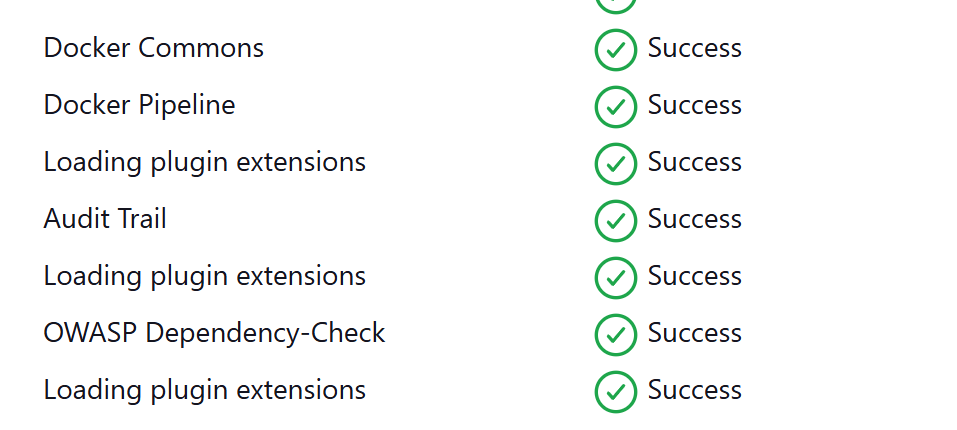 Docker Commons Success
Docker Pipeline Success
Loading plugin extensions Success
Audit Trail Success
Loading plugin extensions Success
OWASP Dependency-Check Success
Loading plugin extensions Success